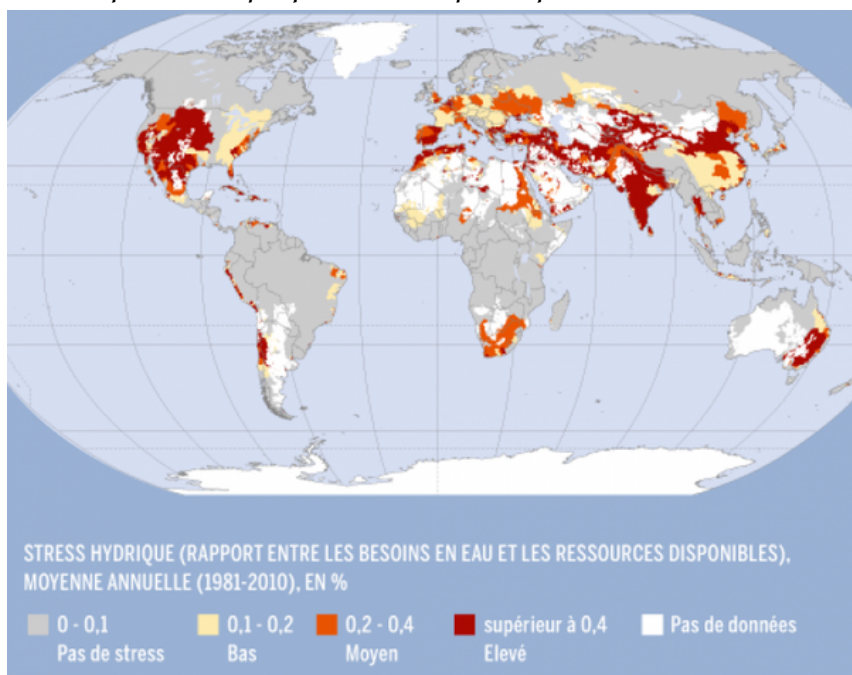 STRESS HYDRIQUE (RAPPORT ENTRE LES BESOINS EN EAU ET LES RESSOURCES DISPONIBLES),
MOYENNE ANNUELLE (1981-2010), EN %
0 - 0,1 0,1 - 0,2 0,2 - 0,4 supérieur à 0,4 Pas de données
Pas de stress Bas Moyen Elevé